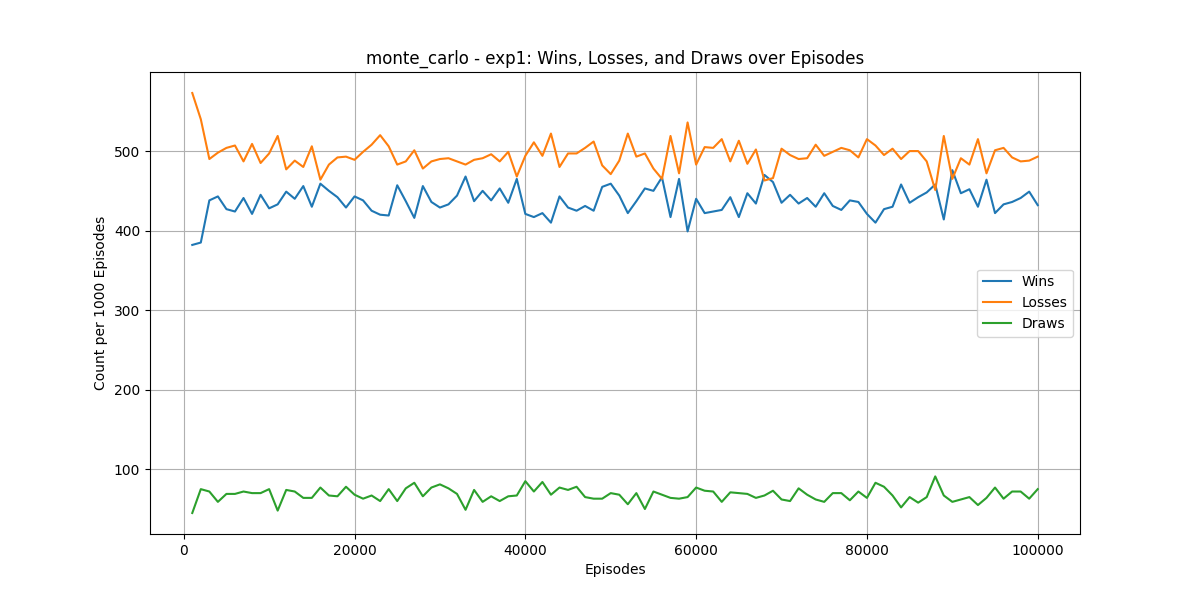 monte_carlo - exp1: Wins, Losses, and Draws over Episodes
Count per 1000 Episodes
500
400
300
200
100
Wins
Losses
Draws
0
20000
40000
60000
80000
100000
Episodes